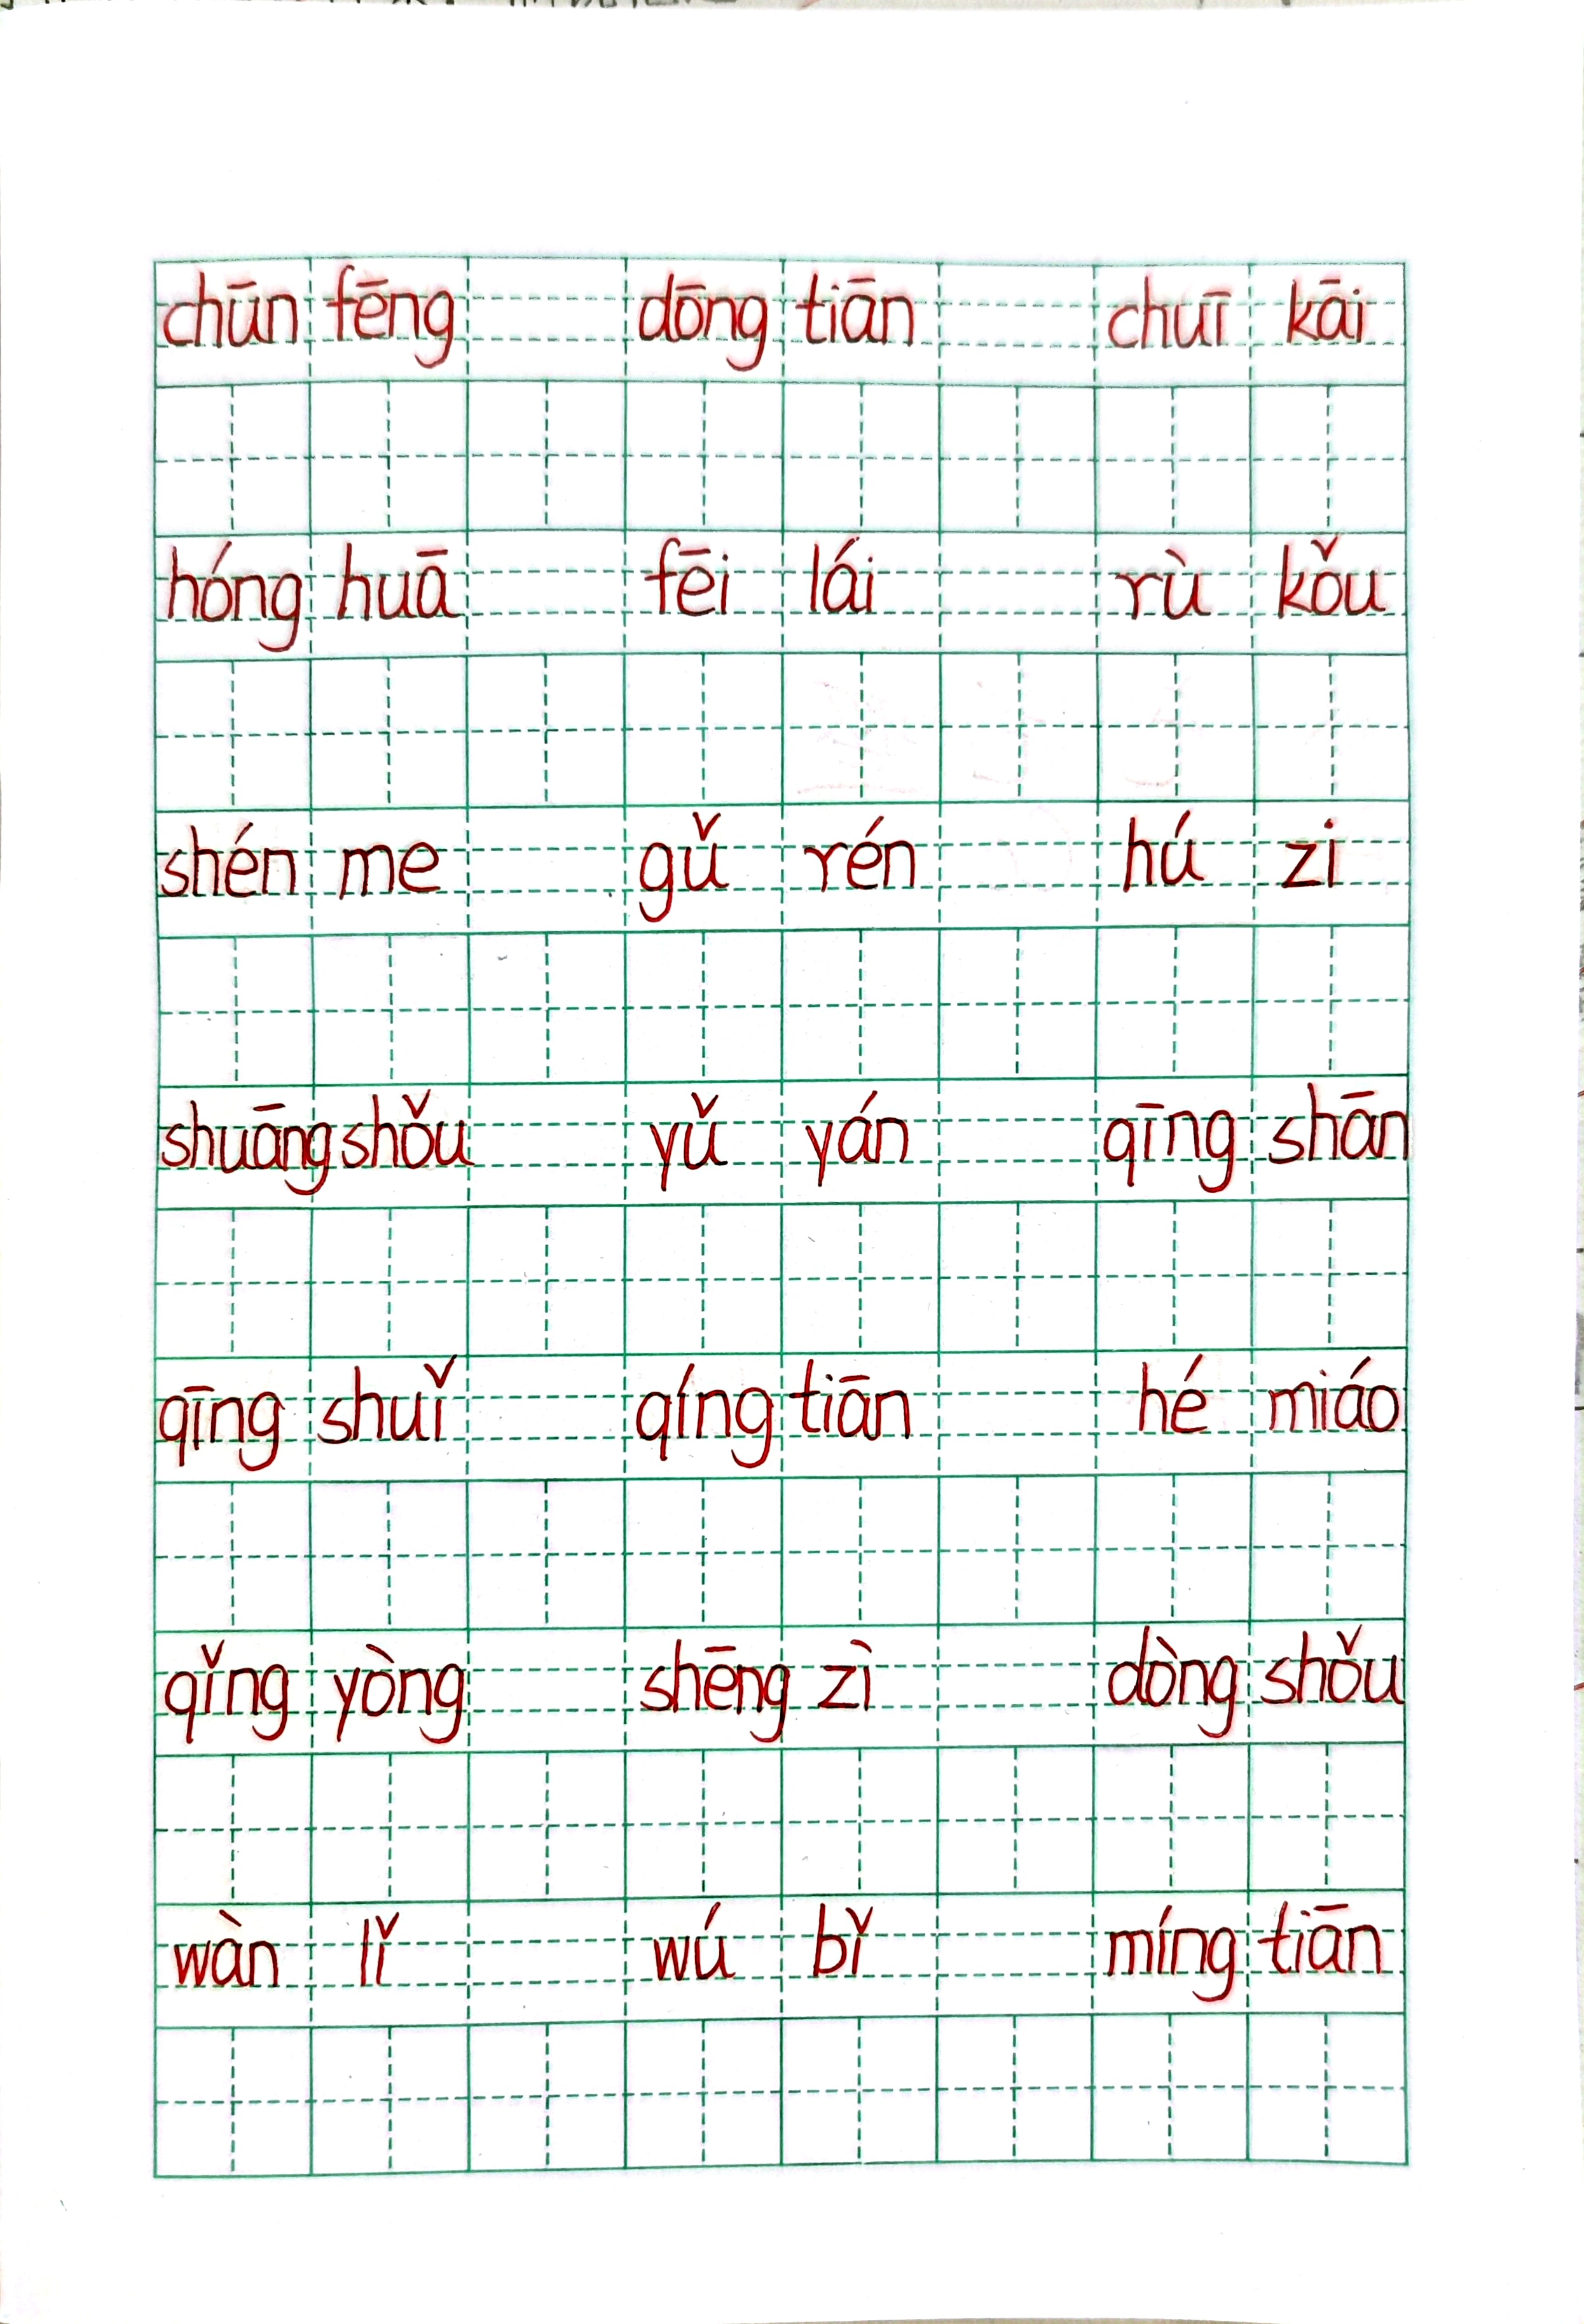 chūn fēng dōng tiān chuī kāi
hóng huā fēi lái rù kǒu
shén me gǔ rén hú zi
shuāng shǒu yǔ yán qīng shān
qīng shuǐ qíng tiān hé miáo
qǐng yòng shēng zì dòng shǒu
wàn lǐ wú bǐ míng tiān